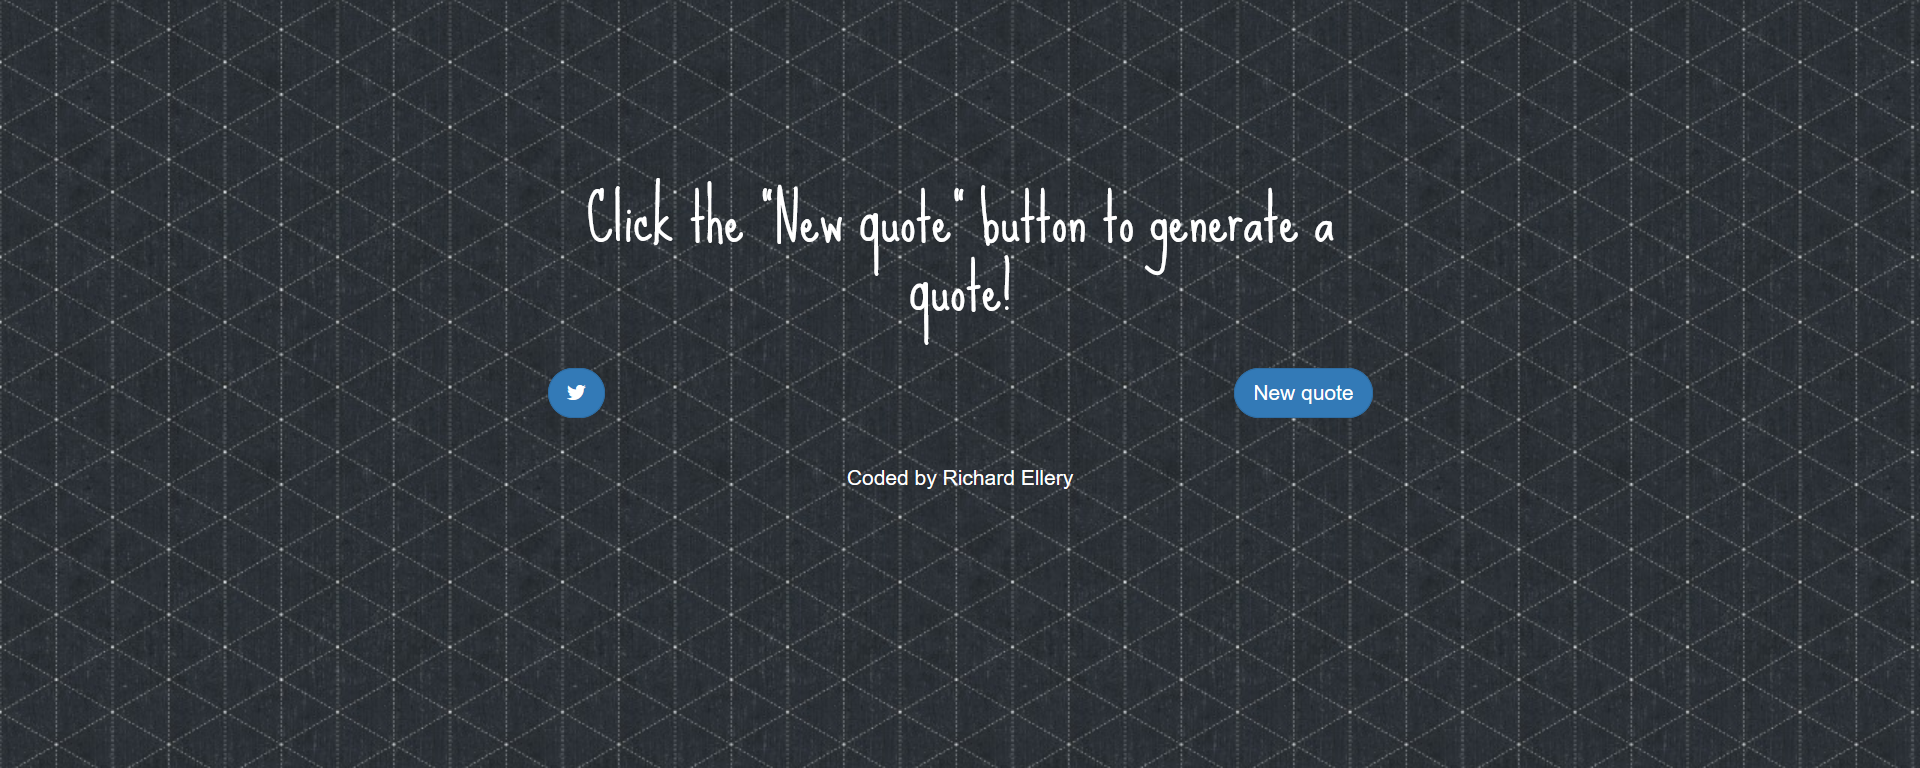 Click the "New quote" button to generate a
quote!
New quote
Coded by Richard Ellery